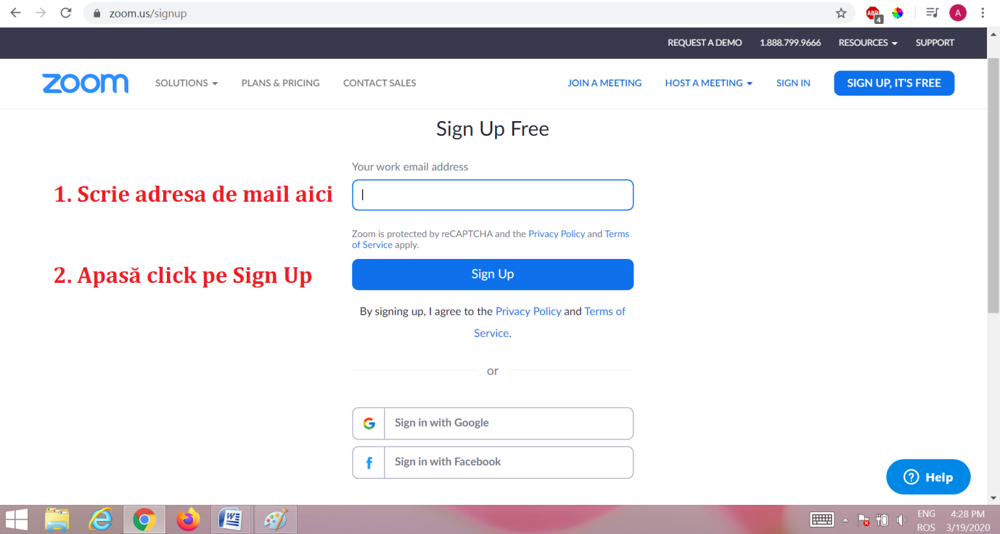 zoom.us/signup
ABP
4
A
REQUEST A DEMO 1.888.799.9666 RESOURCES SUPPORT
zoom SOLUTIONS PLANS & PRICING CONTACT SALES JOIN A MEETING HOST A MEETING SIGN IN SIGN UP, IT'S FREE
Sign Up Free
Your work email address
1. Scrie adresa de mail aici
Zoom is protected by reCAPTCHA and the Privacy Policy and Terms
of Service apply.
2. Apasă click pe Sign Up
Sign Up
By signing up, I agree to the Privacy Policy and Terms of
Service.
or
G Sign in with Google
f Sign in with Facebook
? Help
W
ENG 4:28 PM
ROS 3/19/2020